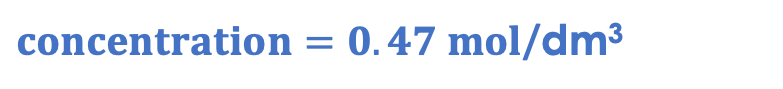 concentration = 0.47 mol/dm³